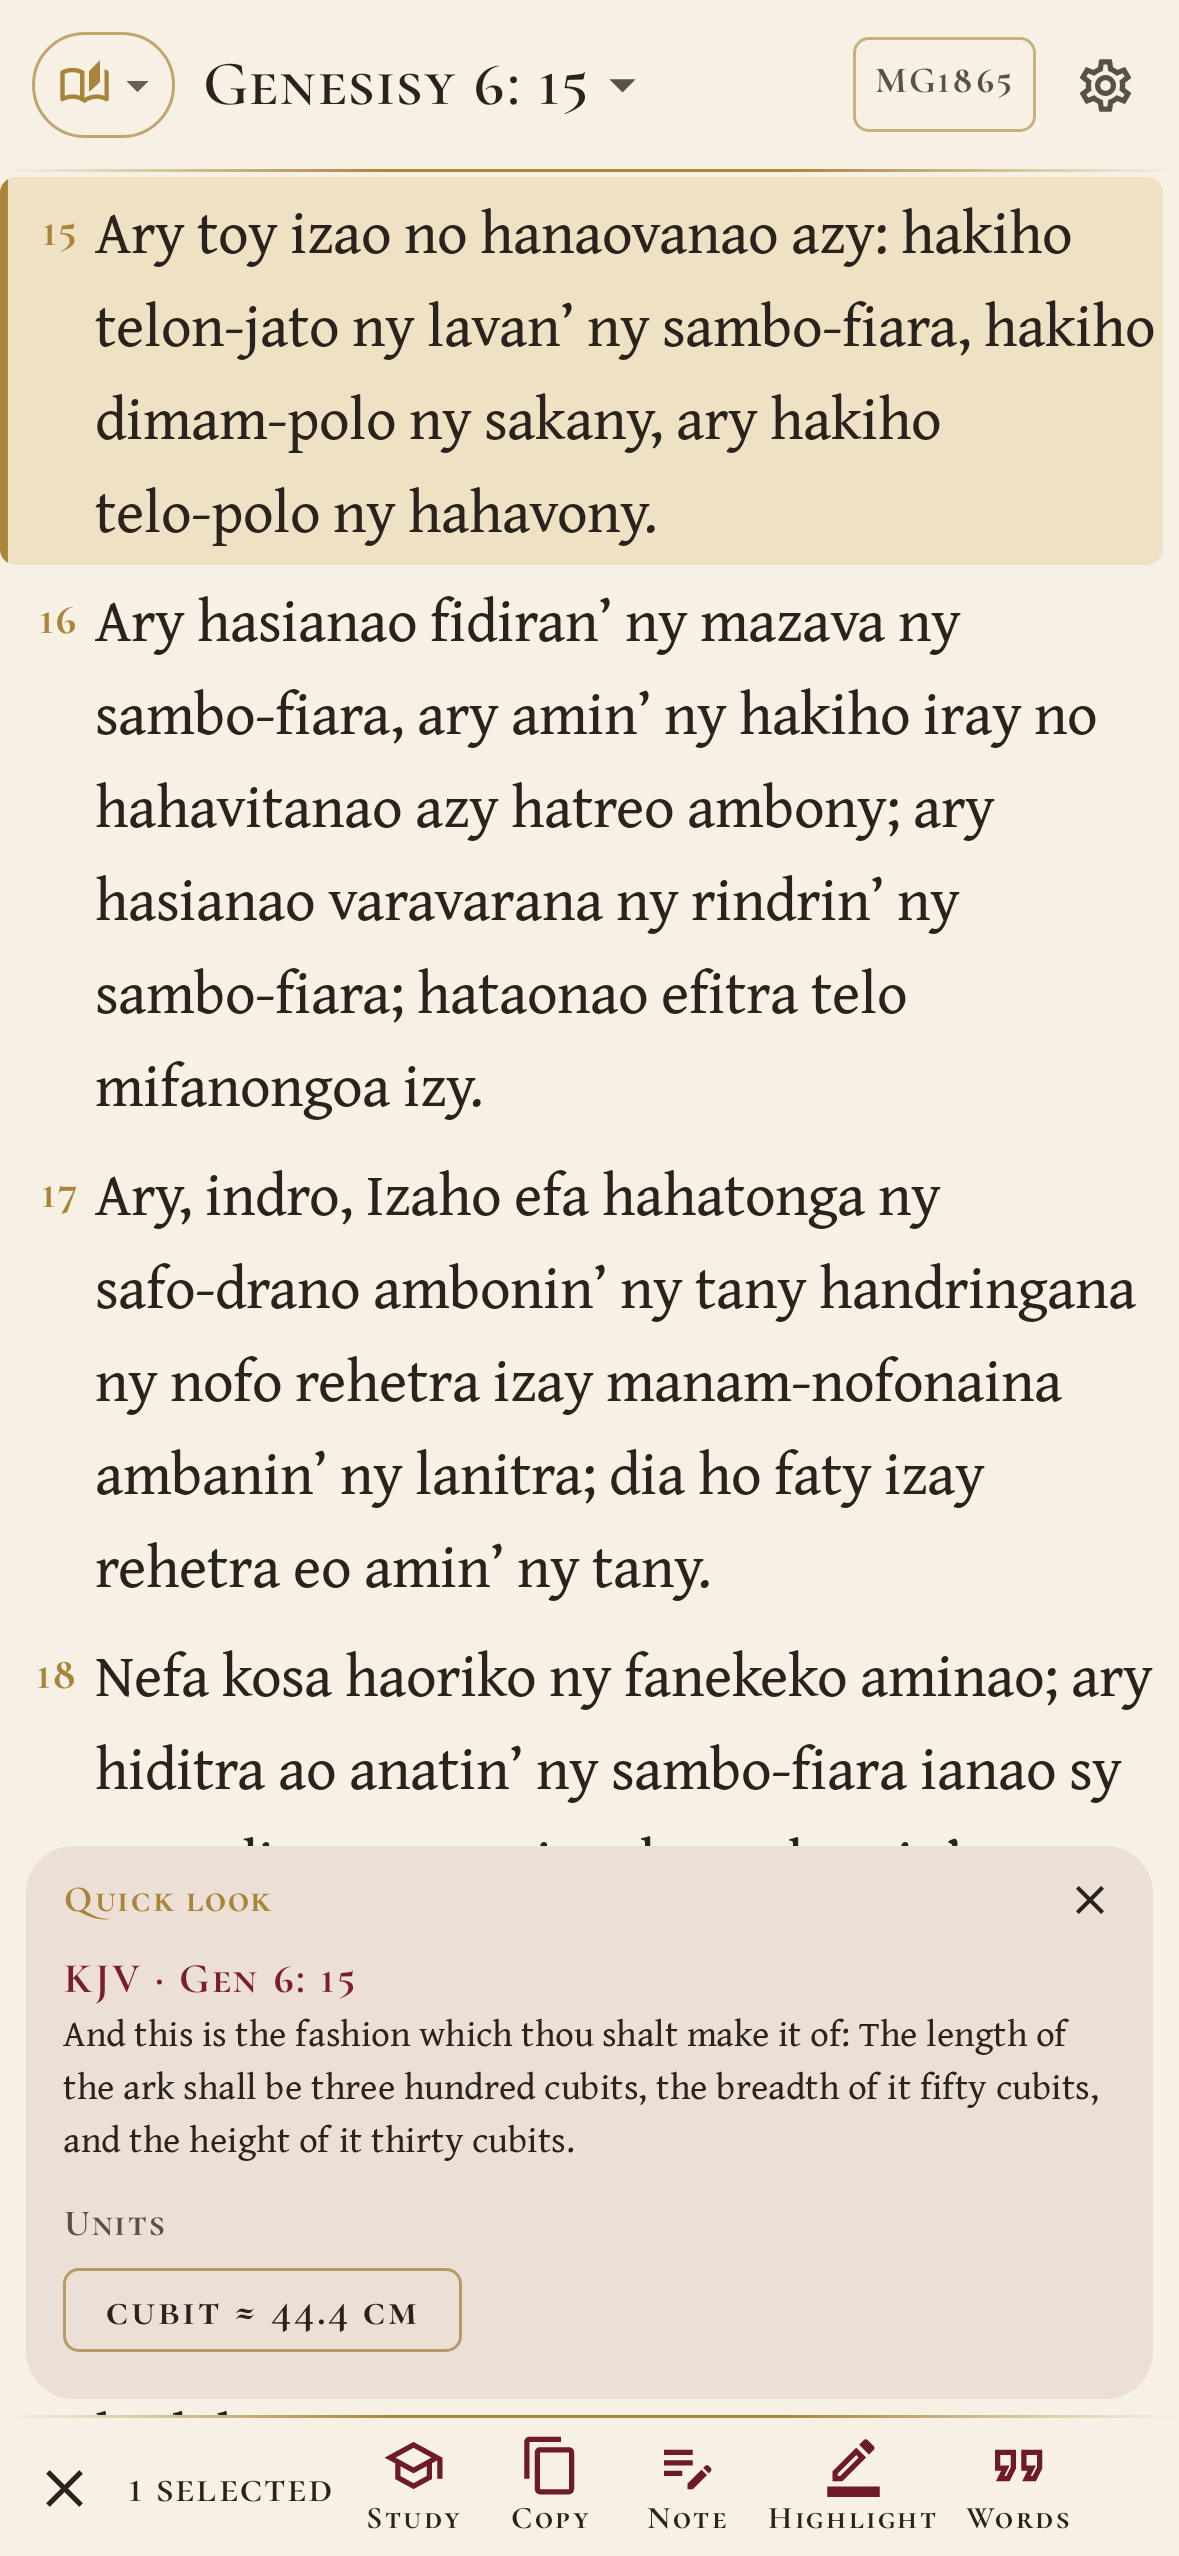 Genesisy 6: 15
MG1865
15 Ary toy izao no hanaovanao azy: hakiho
telon-jato ny lavan’ ny sambo-fiara, hakiho
dimam-polo ny sakany, ary hakiho
telo-polo ny hahavony.
16 Ary hasianao fidiran’ ny mazava ny
sambo-fiara, ary amin’ ny hakiho iray no
hahavitanao azy hatreo ambony; ary
hasianao varavarana ny rindrin’ ny
sambo-fiara; hataonao efitra telo
mifanongoa izy.
17 Ary, indro, Izaho efa hahatonga ny
safo-drano ambonin’ ny tany handringana
ny nofo rehetra izay manam-nofonaina
ambanin’ ny lanitra; dia ho faty izay
rehetra eo amin’ ny tany.
18 Nefa kosa haoriko ny fanekeko aminao; ary
hiditra ao anatin’ ny sambo-fiara ianao sy
Quick look
KJV · Gen 6: 15
And this is the fashion which thou shalt make it of: The length of
the ark shall be three hundred cubits, the breadth of it fifty cubits,
and the height of it thirty cubits.
Units
cubit ≈ 44.4 cm
1 selected
Study
Copy
Note
Highlight
Words